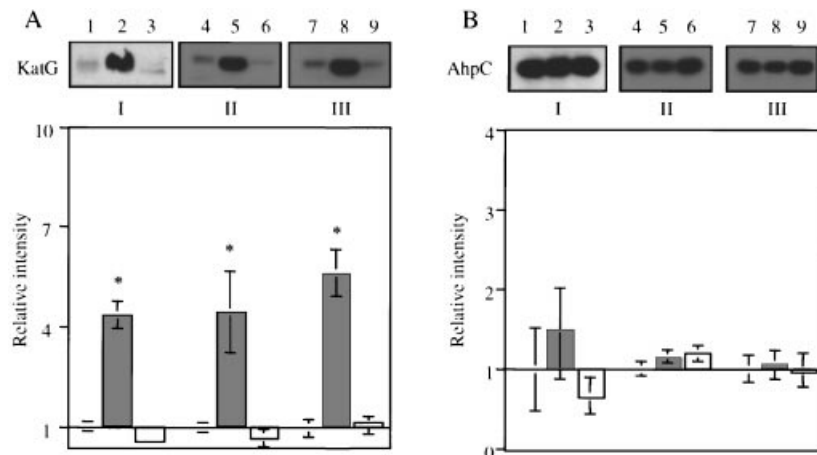 A
1 2 3 4 5 6 7 8 9
KatG
I II III
10
7
4
1
Relative intensity
* * *
B
1 2 3 4 5 6 7 8 9
AhpC
I II III
4
3
2
1
0
Relative intensity